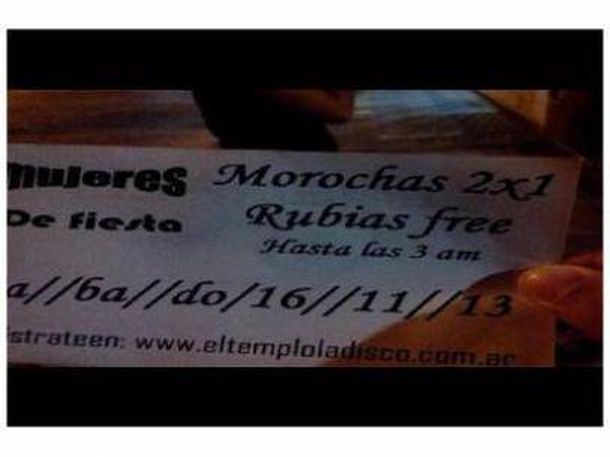 mujeres
De fiesta
Morochas 2x1
Rubias free
Hasta las 3 am
a//ba//do/16//11//13
strateen: www.eltemploladisco.com.ar